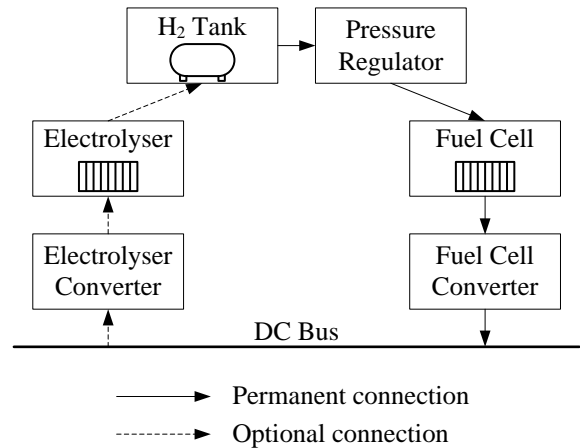 H₂ Tank
Pressure
Regulator
Electrolyser
Fuel Cell
Electrolyser
Converter
Fuel Cell
Converter
DC Bus
Permanent connection
Optional connection